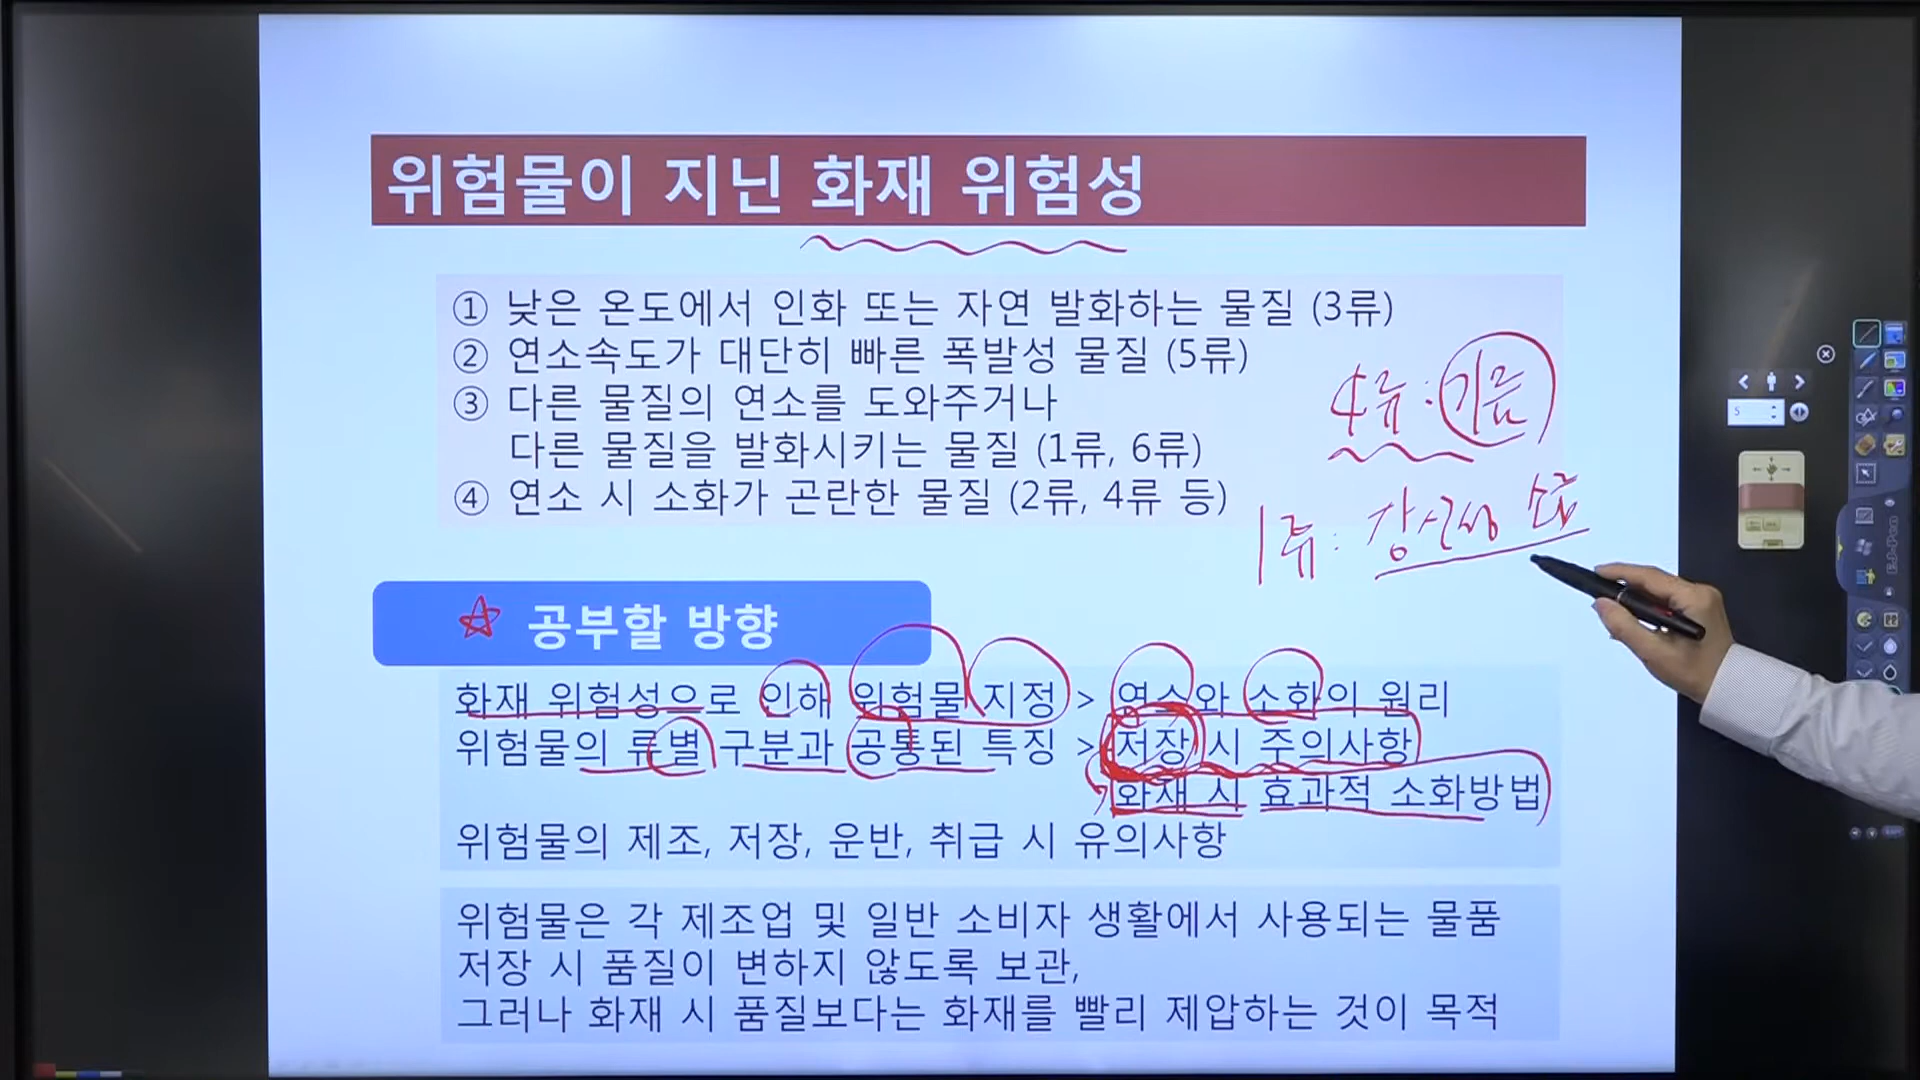 위험물이 지닌 화재 위험성
① 낮은 온도에서 인화 또는 자연 발화하는 물질 (3류)
② 연소속도가 대단히 빠른 폭발성 물질 (5류)
③ 다른 물질의 연소를 도와주거나
다른 물질을 발화시키는 물질 (1류, 6류)
④ 연소 시 소화가 곤란한 물질 (2류, 4류 등)
4류 : 기름
1류 :
공부할 방향
화재 위험성으로 인해 위험물 지정 > 연소와 소화의 원리
위험물의 류별 구분과 공통된 특징 > 저장 시 주의사항
화재 시 효과적 소화방법
위험물의 제조, 저장, 운반, 취급 시 유의사항
위험물은 각 제조업 및 일반 소비자 생활에서 사용되는 물품
저장 시 품질이 변하지 않도록 보관,
그러나 화재 시 품질보다는 화재를 빨리 제압하는 것이 목적
5